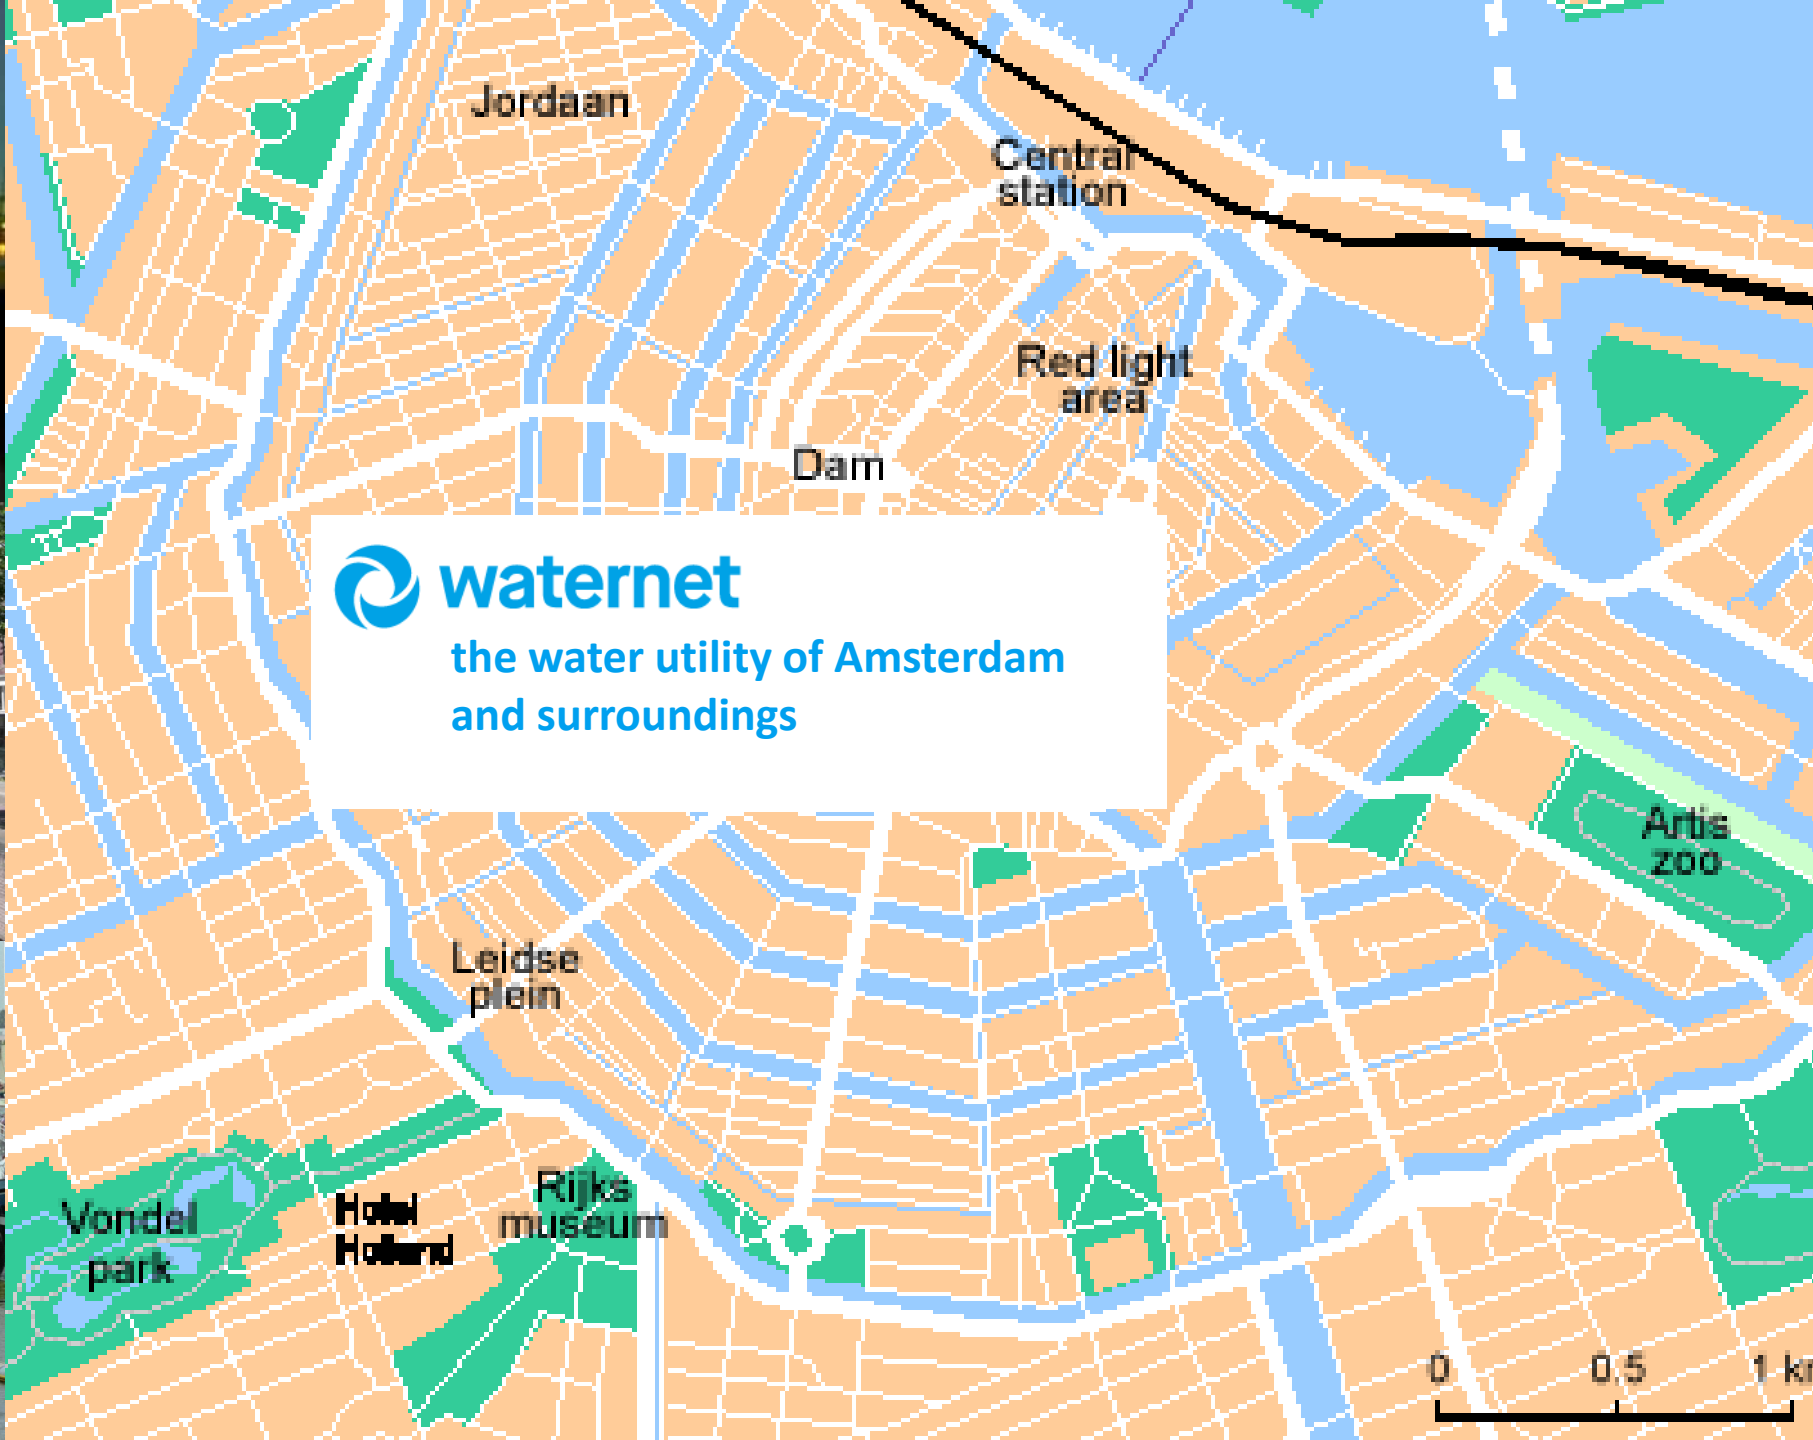 Jordaan
Central
station
Red light
area
Dam
waternet
the water utility of Amsterdam
and surroundings
Artis
zoo
Leidse
plein
Rijks
museum
Vondel
park
Hotel
Holland
0 0.5 1 km